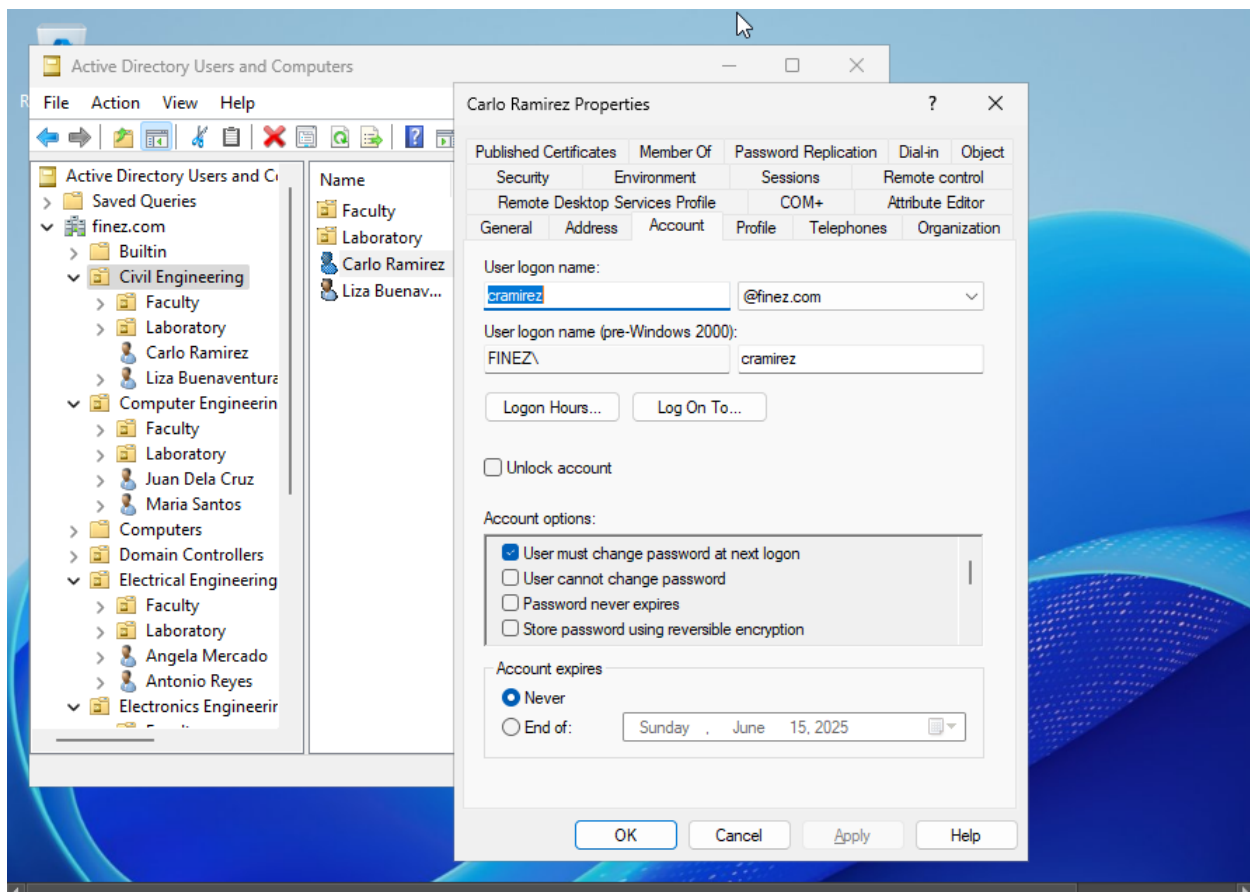 Active Directory Users and Computers
File Action View Help
Active Directory Users and Co
Saved Queries
finez.com
Builtin
Civil Engineering
Faculty
Laboratory
Carlo Ramirez
Liza Buenaventura
Computer Engineerin
Faculty
Laboratory
Juan Dela Cruz
Maria Santos
Computers
Domain Controllers
Electrical Engineering
Faculty
Laboratory
Angela Mercado
Antonio Reyes
Electronics Engineerin
Name
Faculty
Laboratory
Carlo Ramirez
Liza Buenav...
Carlo Ramirez Properties
Published Certificates Member Of Password Replication Dial-in Object
Security Environment Sessions Remote control
Remote Desktop Services Profile COM+ Attribute Editor
General Address Account Profile Telephones Organization
User logon name:
cramirez @finez.com
User logon name (pre-Windows 2000):
FINEZ\ cramirez
Logon Hours... Log On To...
Unlock account
Account options:
User must change password at next logon
User cannot change password
Password never expires
Store password using reversible encryption
Account expires
Never
End of: Sunday , June 15, 2025
OK Cancel Apply Help